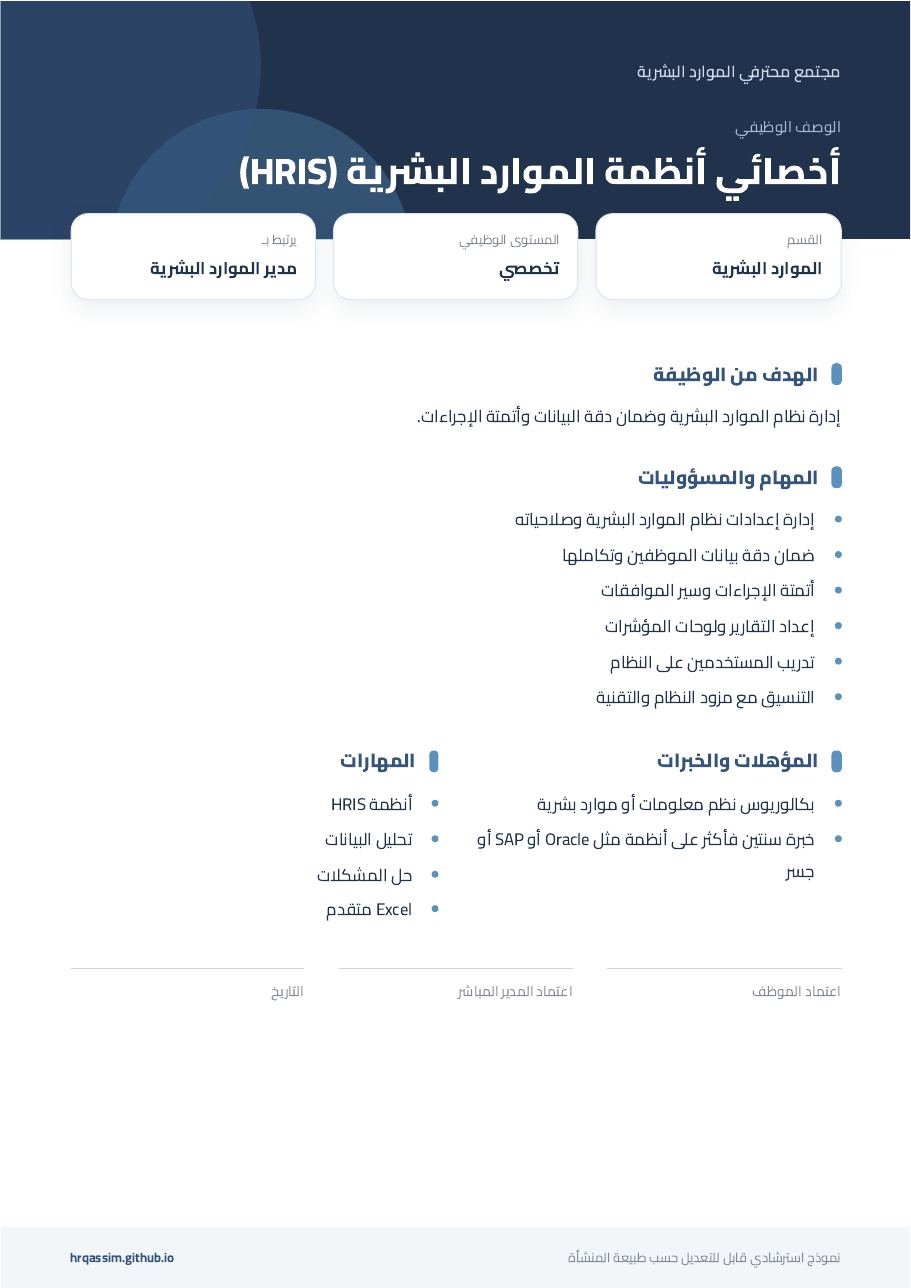 مجتمع محترفي الموارد البشرية
الوصف الوظيفي
أخصائي أنظمة الموارد البشرية (HRIS)
القسم
الموارد البشرية
المستوى الوظيفي
تخصصي
يرتبط بـ
مدير الموارد البشرية
الهدف من الوظيفة
إدارة نظام الموارد البشرية وضمان دقة البيانات وأتمتة الإجراءات.
المهام والمسؤوليات
إدارة إعدادات نظام الموارد البشرية وصلاحياته
ضمان دقة بيانات الموظفين وتكاملها
أتمتة الإجراءات وسير الموافقات
إعداد التقارير ولوحات المؤشرات
تدريب المستخدمين على النظام
التنسيق مع مزود النظام والتقنية
المؤهلات والخبرات
بكالوريوس نظم معلومات أو موارد بشرية
خبرة سنتين فأكثر على أنظمة مثل Oracle أو SAP أو
جسر
المهارات
أنظمة HRIS
تحليل البيانات
حل المشكلات
Excel متقدم
اعتماد الموظف
اعتماد المدير المباشر
التاريخ
نموذج استرشادي قابل للتعديل حسب طبيعة المنشأة
hrqassim.github.io